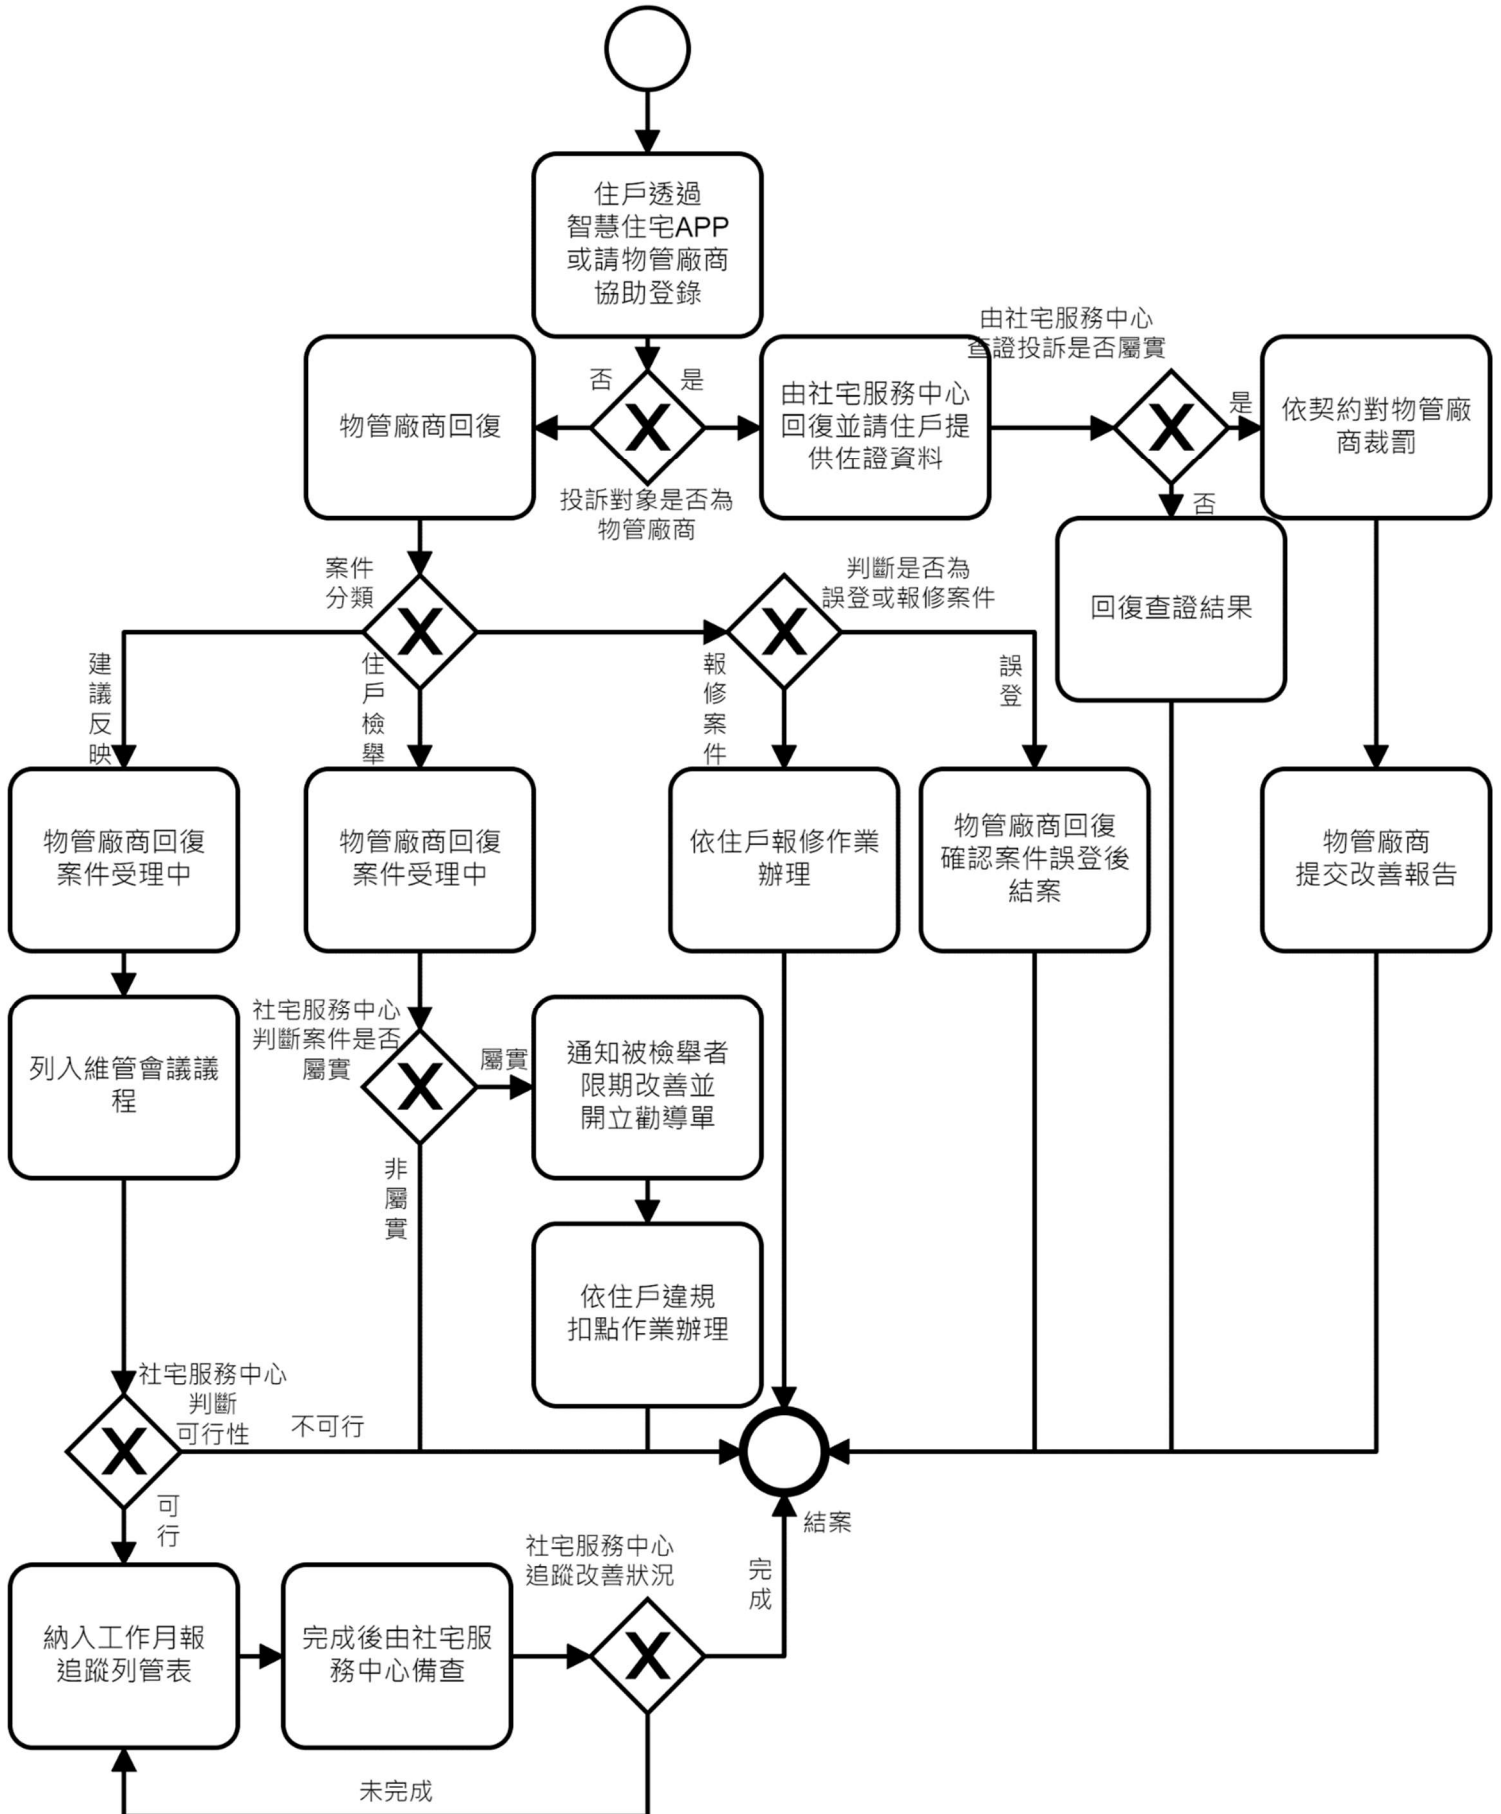 住戶透過
智慧住宅APP
或請物管廠商
協助登錄
由社宅服務中心
查證投訴是否屬實
否
是
物管廠商回復
由社宅服務中心
回復並請住戶提
供佐證資料
是
依契約對物管廠
商裁罰
投訴對象是否為
物管廠商
否
案件
分類
判斷是否為
誤登或報修案件
回復查證結果
建議反映
住戶檢舉
報修案件
誤登
物管廠商回復
案件受理中
物管廠商回復
案件受理中
依住戶報修作業
辦理
物管廠商回復
確認案件誤登後
結案
物管廠商
提交改善報告
列入維管會議議
程
社宅服務中心
判斷案件是否
屬實
屬實
通知被檢舉者
限期改善並
開立勸導單
非屬實
依住戶違規
扣點作業辦理
社宅服務中心
判斷
可行性
不可行
可行
結案
社宅服務中心
追蹤改善狀況
完成
納入工作月報
追蹤列管表
完成後由社宅服
務中心備查
未完成